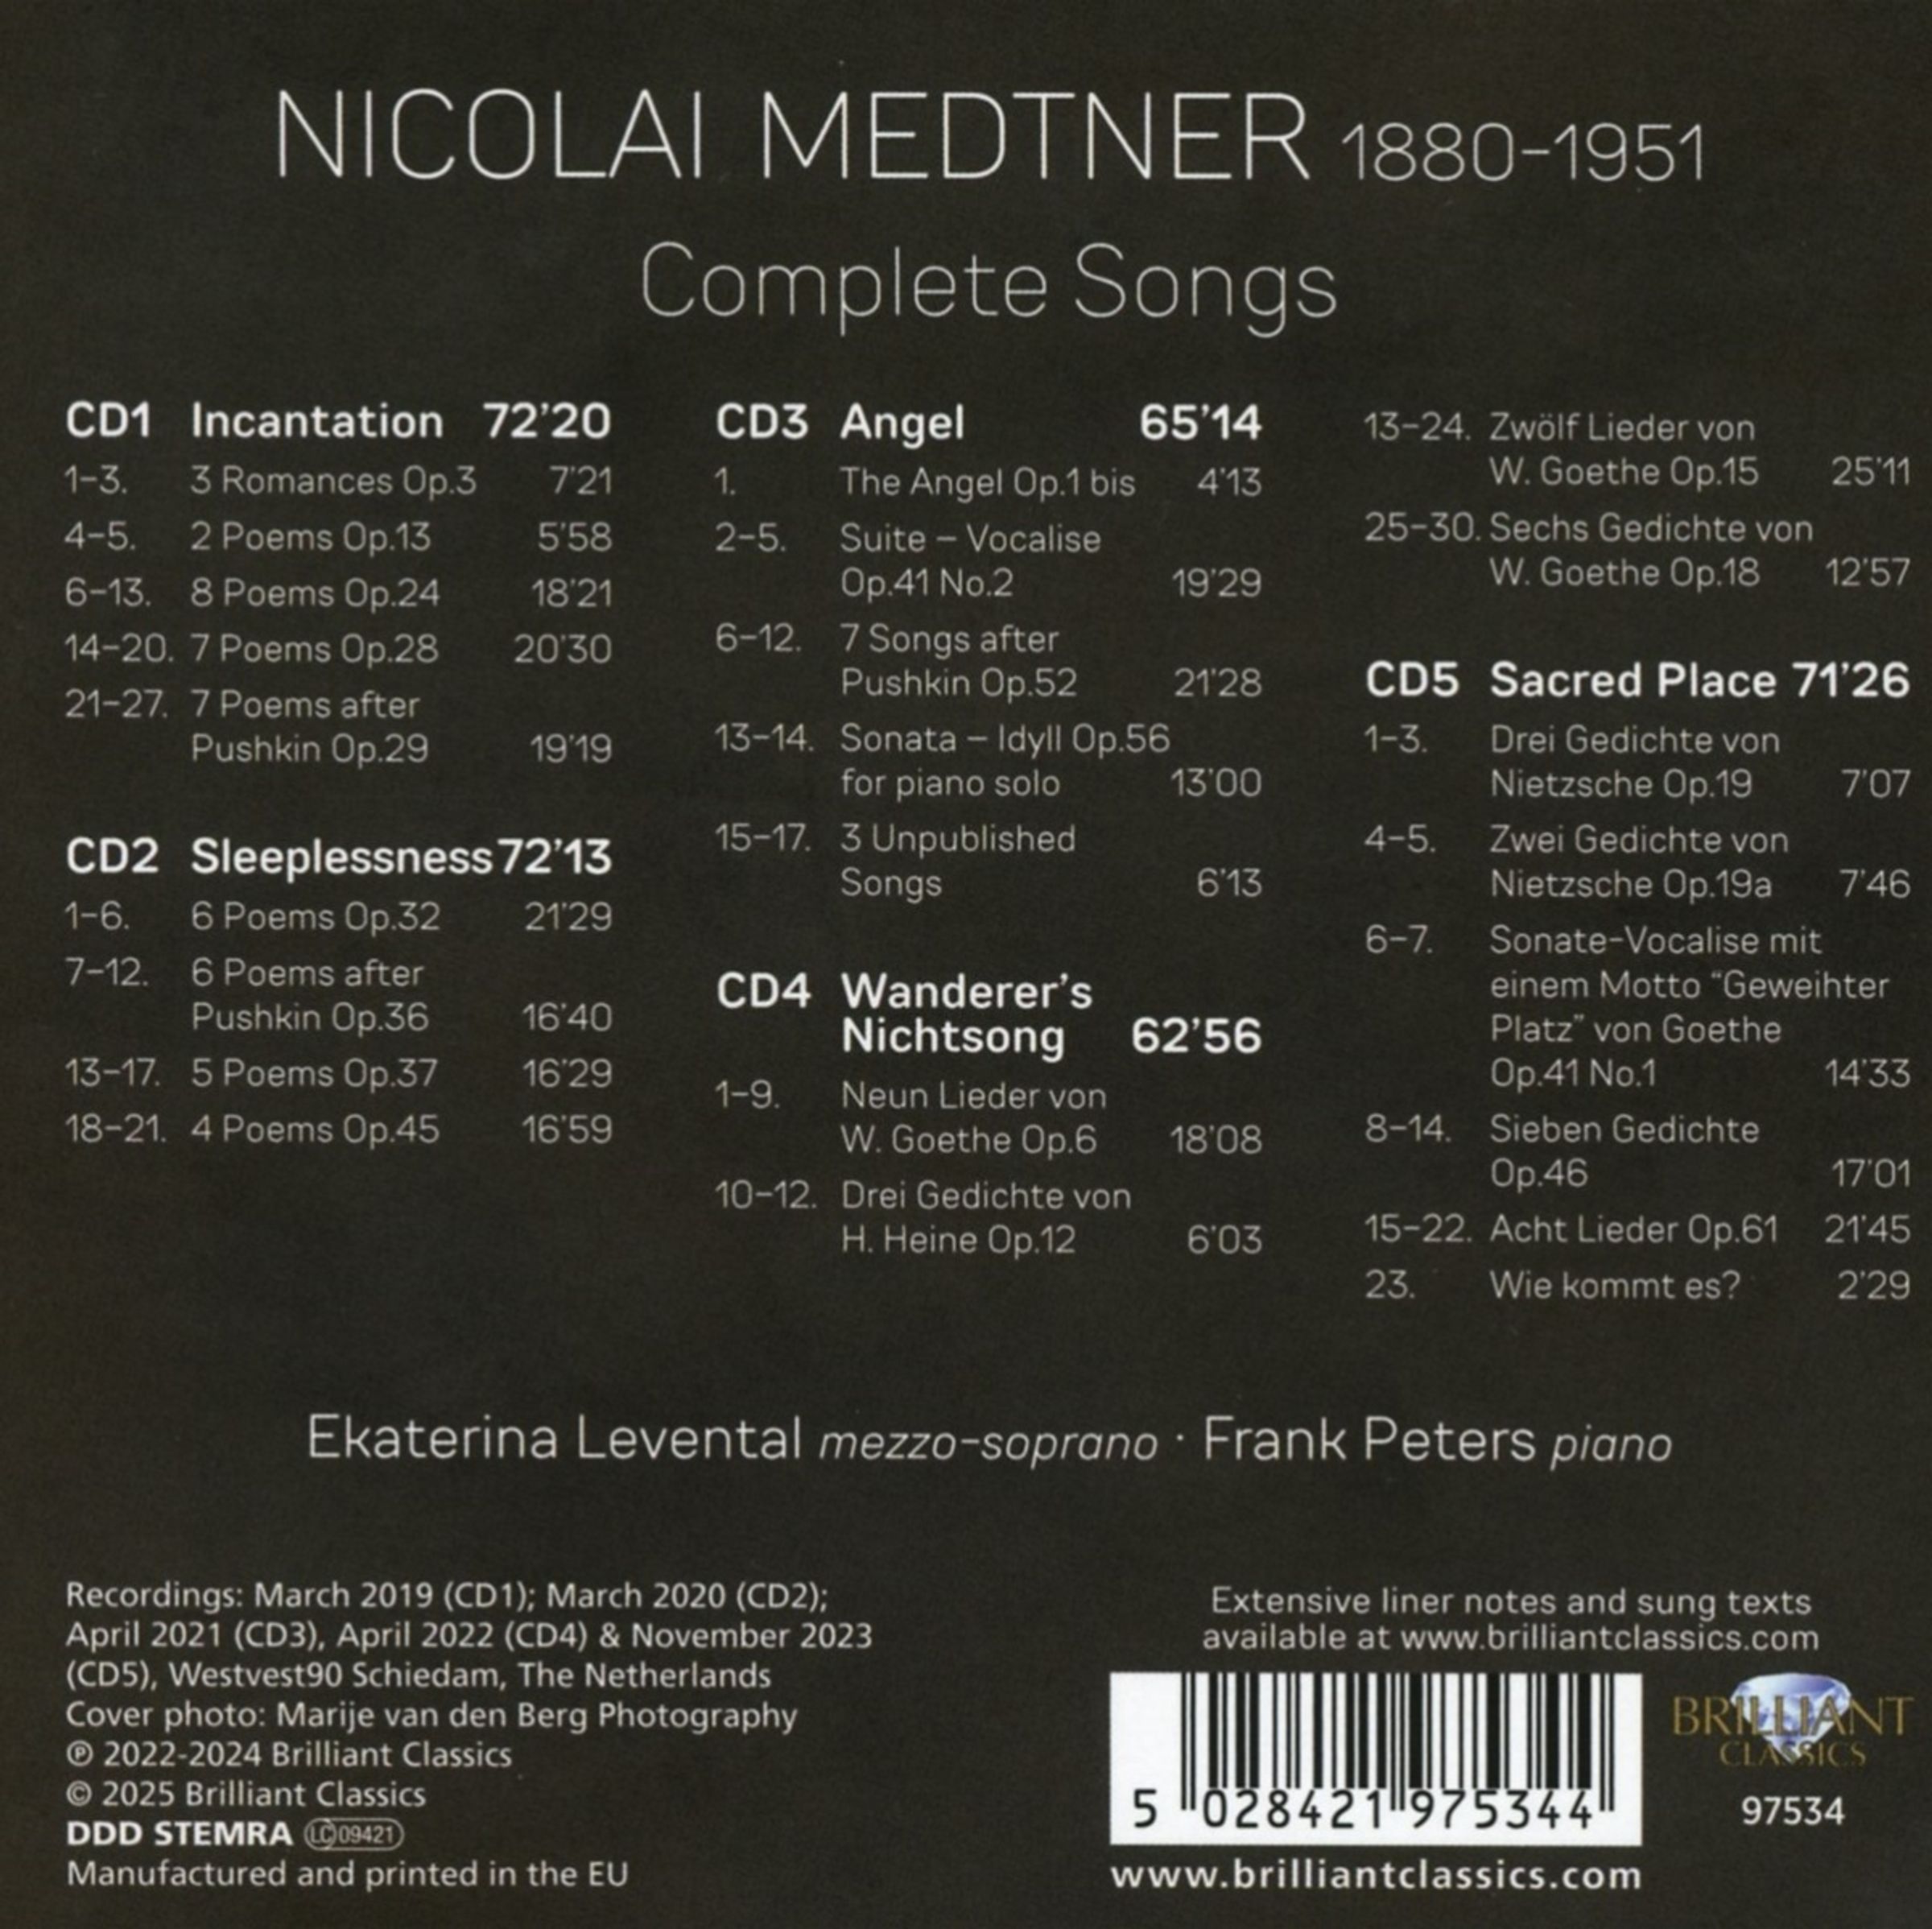 NICOLAI MEDTNER 1880-1951
Complete Songs
CD1 Incantation 72'20
1-3. 3 Romances Op.3 7'21
4-5. 2 Poems Op.13 5'58
6-13. 8 Poems Op.24 18'21
14-20. 7 Poems Op.28 20'30
21-27. 7 Poems after
Pushkin Op.29 19'19
CD2 Sleeplessness 72'13
1-6. 6 Poems Op.32 21'29
7-12. 6 Poems after
Pushkin Op.36 16'40
13-17. 5 Poems Op.37 16'29
18-21. 4 Poems Op.45 16'59
CD3 Angel 65'14
1. The Angel Op.1 bis 4'13
2-5. Suite – Vocalise
Op.41 No.2 19'29
6-12. 7 Songs after
Pushkin Op.52 21'28
13-14. Sonata – Idyll Op.56
for piano solo 13'00
15-17. 3 Unpublished
Songs 6'13
CD4 Wanderer's
Nichtsong 62'56
1-9. Neun Lieder von
W. Goethe Op.6 18'08
10-12. Drei Gedichte von
H. Heine Op.12 6'03
13-24. Zwölf Lieder von
W. Goethe Op.15 25'11
25-30. Sechs Gedichte von
W. Goethe Op.18 12'57
CD5 Sacred Place 71'26
1-3. Drei Gedichte von
Nietzsche Op.19 7'07
4-5. Zwei Gedichte von
Nietzsche Op.19a 7'46
6-7. Sonate-Vocalise mit
einem Motto “Geweihter
Platz” von Goethe
Op.41 No.1 14'33
8-14. Sieben Gedichte
Op.46 17'01
15-22. Acht Lieder Op.61 21'45
23. Wie kommt es? 2'29
Ekaterina Levental mezzo-soprano · Frank Peters piano
Recordings: March 2019 (CD1); March 2020 (CD2);
April 2021 (CD3), April 2022 (CD4) & November 2023
(CD5), Westvest90 Schiedam, The Netherlands
Cover photo: Marije van den Berg Photography
℗ 2022-2024 Brilliant Classics
© 2025 Brilliant Classics
DDD STEMRA LC 09421
Manufactured and printed in the EU
Extensive liner notes and sung texts
available at www.brilliantclassics.com
5 028421 975344
www.brilliantclassics.com
BRILLIANT
CLASSICS
97534